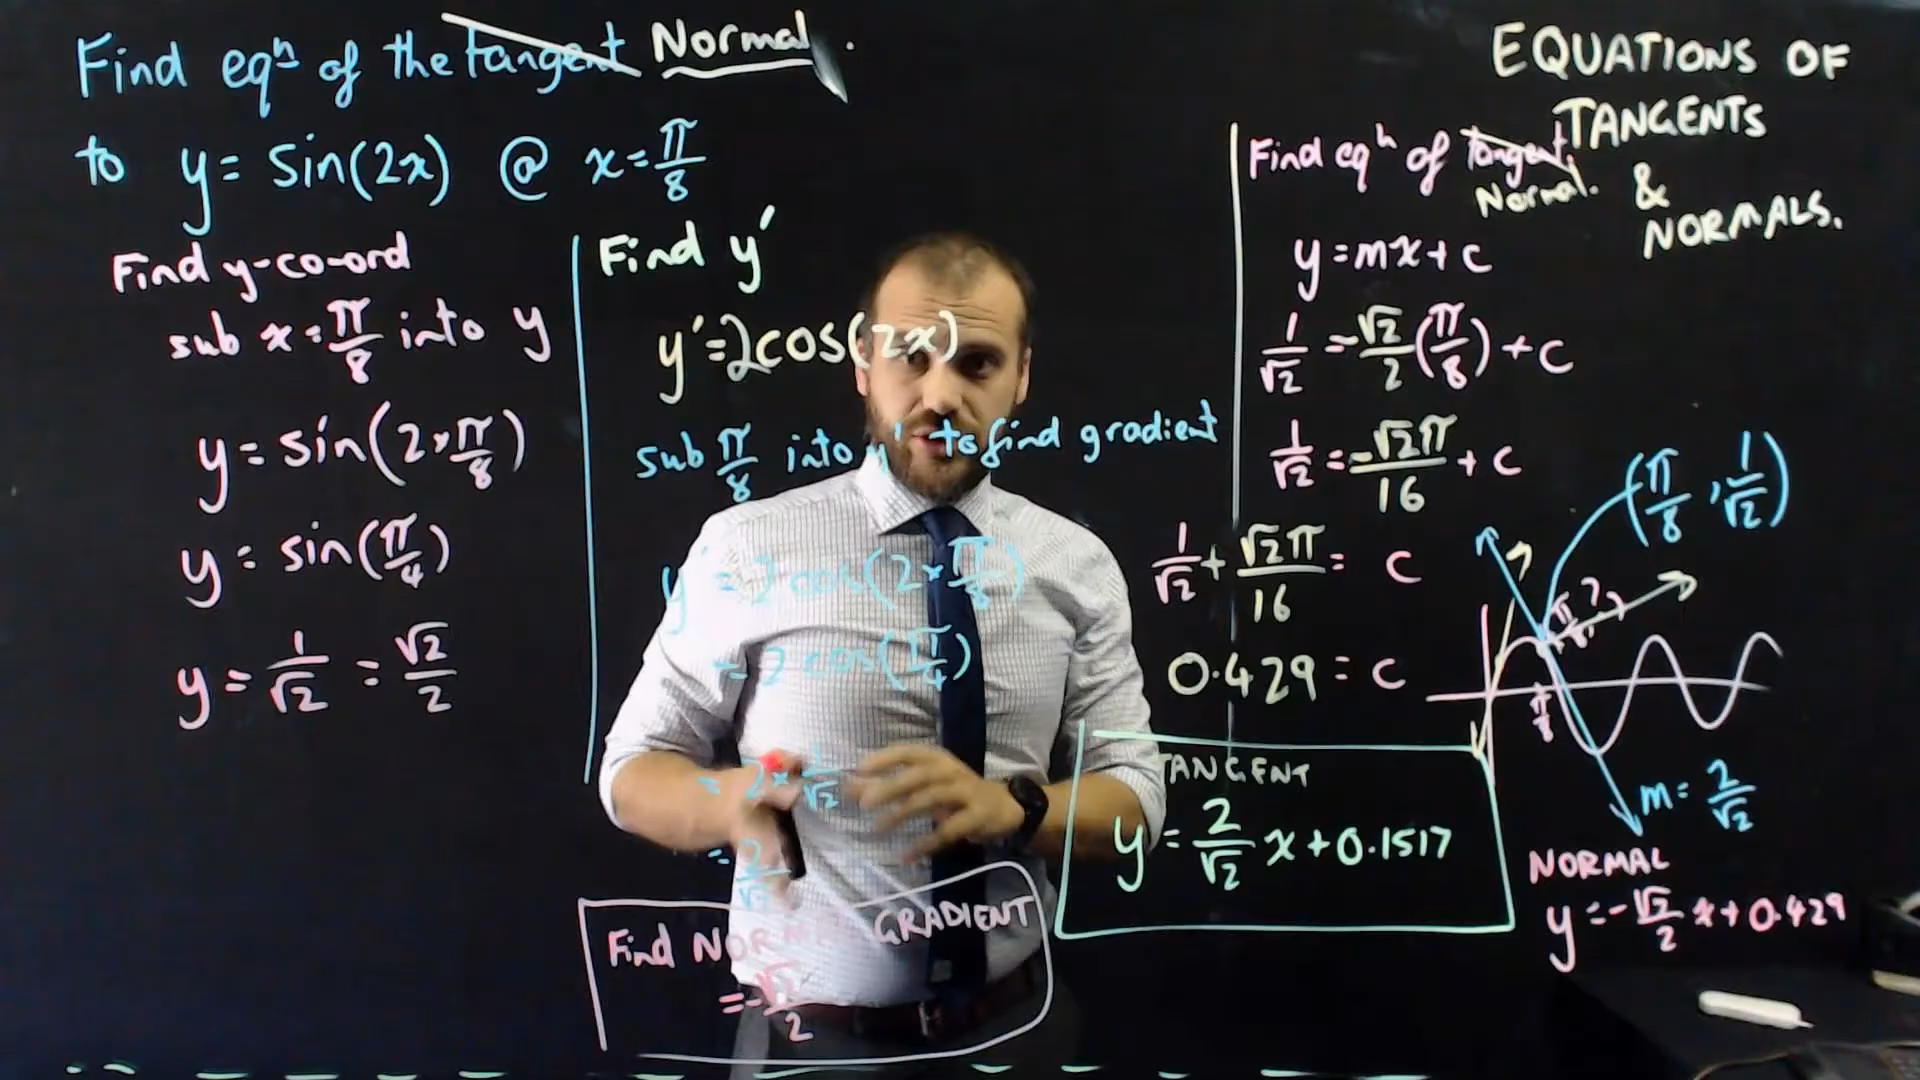 Find eqⁿ of the tangent Normal.
to y = sin(2x) @ x = π/8
Find y-co-ord
sub x = π/8 into y
y = sin(2×π/8)
y = sin(π/4)
y = 1/√2 = √2/2
Find y'
y' = 2cos(2x)
sub π/8 into y' to find gradient
y' = 2cos(2×π/8)
= 2cos(π/4)
= 2×1/√2
= 2/√2
Find NORMAL GRADIENT
= -√2/2
EQUATIONS OF
TANGENTS
&
NORMALS.
Find eqⁿ of tangent.
Normal.
y = mx + c
1/√2 = -√2/2(π/8) + c
1/√2 = -√2π/16 + c
1/√2 + √2π/16 = c
0.429 = c
TANGENT
y = 2/√2 x + 0.1517
(π/8, 1/√2)
(π/8, ?)
π/8
m = 2/√2
NORMAL
y = -√2/2 x + 0.429